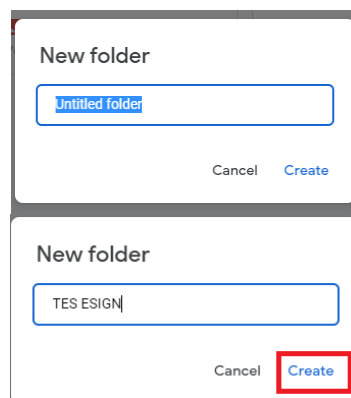 New folder
Untitled folder
Cancel Create
New folder
TES ESIGN
Cancel Create